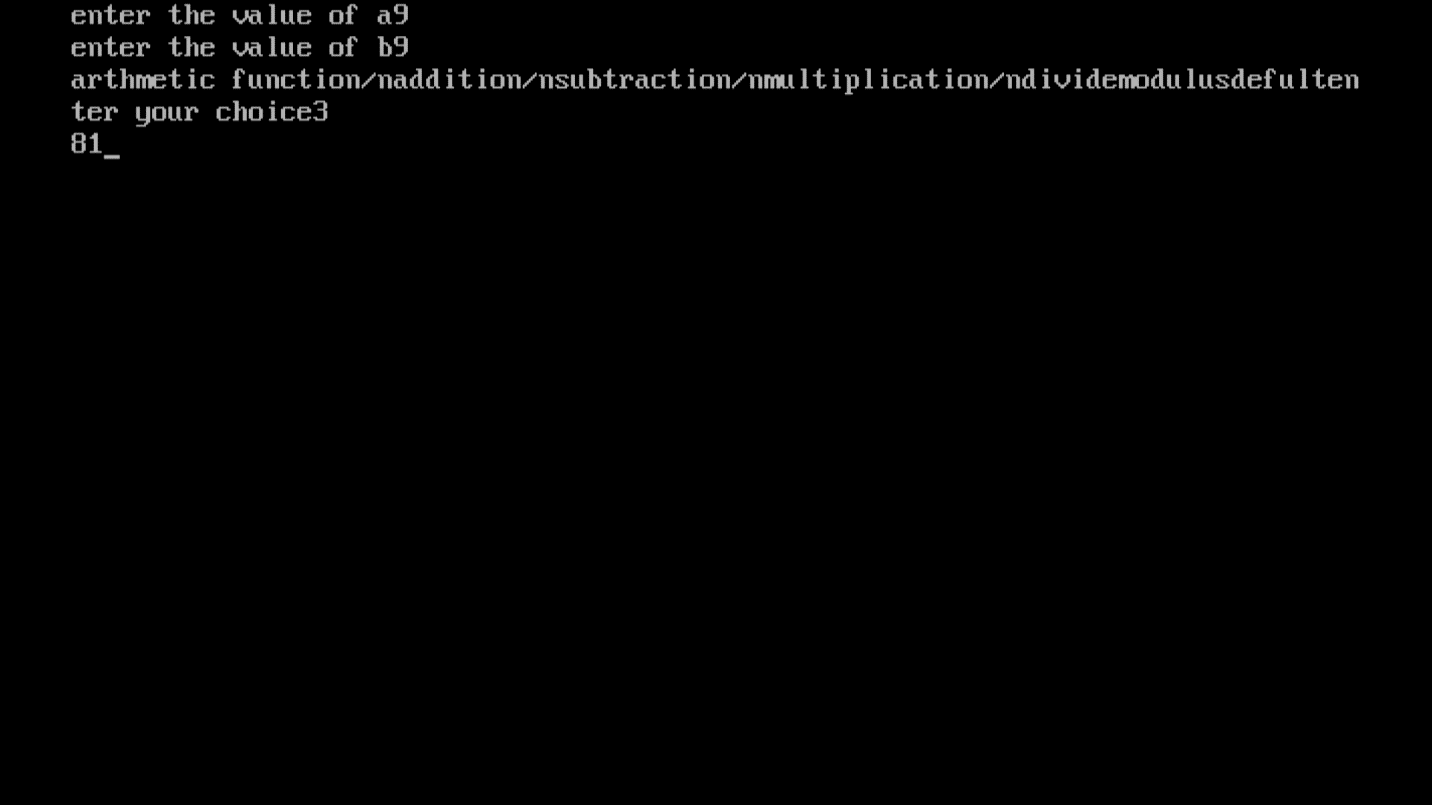 enter the value of a9
enter the value of b9
arthmetic function/naddition/nsubtraction/nmultiplication/ndividemodulusdefulten
ter your choice3
81_